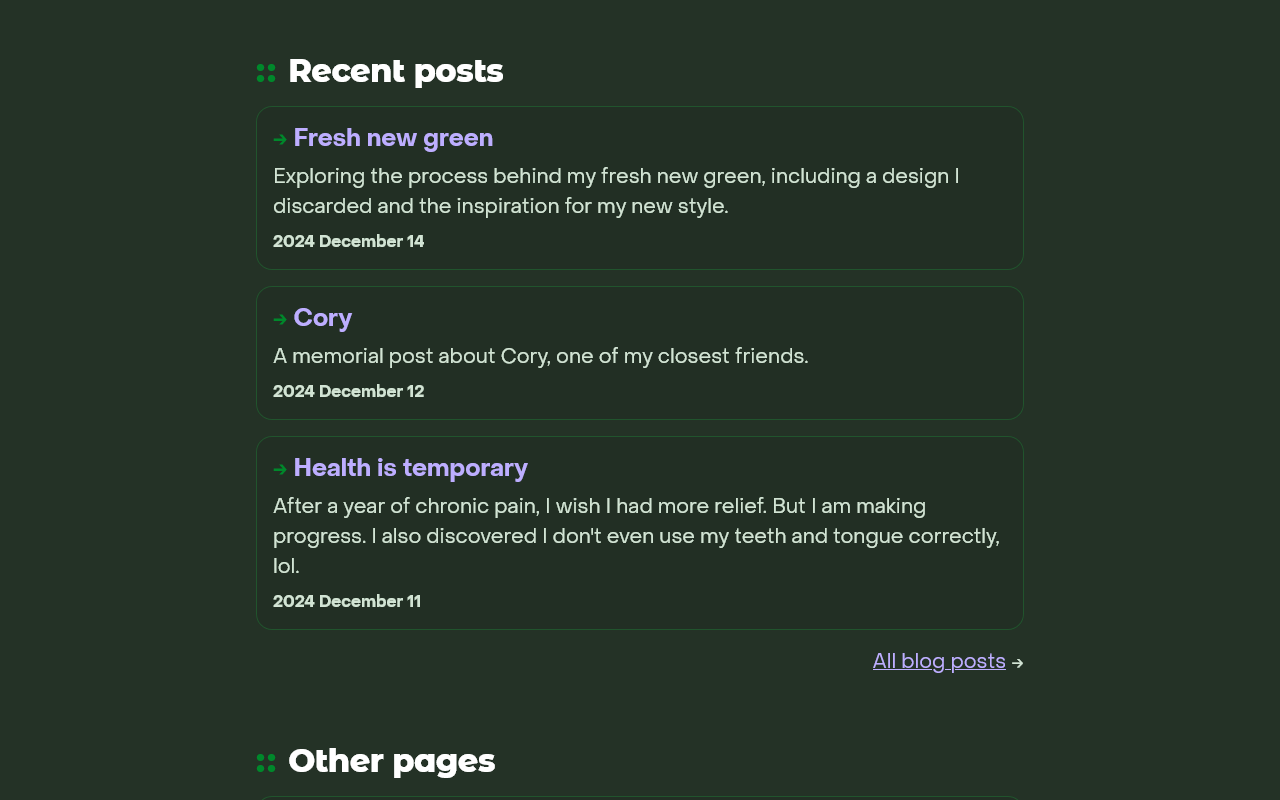 Recent posts
→ Fresh new green
Exploring the process behind my fresh new green, including a design I
discarded and the inspiration for my new style.
2024 December 14
→ Cory
A memorial post about Cory, one of my closest friends.
2024 December 12
→ Health is temporary
After a year of chronic pain, I wish I had more relief. But I am making
progress. I also discovered I don't even use my teeth and tongue correctly,
lol.
2024 December 11
All blog posts →
Other pages